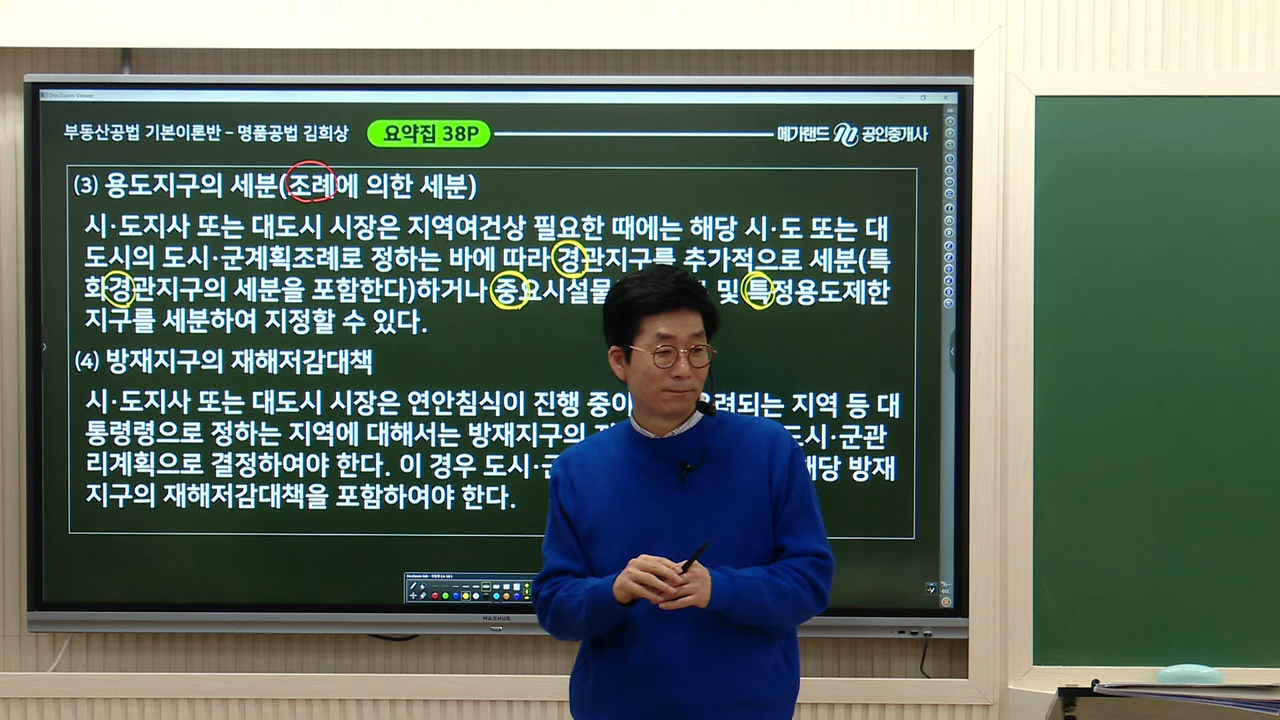 DocZoom Viewer
부동산공법 기본이론반 – 명품공법 김희상
요약집 38P
메가랜드 공인중개사
(3) 용도지구의 세분(조례에 의한 세분)
시·도지사 또는 대도시 시장은 지역여건상 필요한 때에는 해당 시·도 또는 대
도시의 도시·군계획조례로 정하는 바에 따라 경관지구를 추가적으로 세분(특
화경관지구의 세분을 포함한다)하거나 중요시설물 및 특정용도제한
지구를 세분하여 지정할 수 있다.
(4) 방재지구의 재해저감대책
시·도지사 또는 대도시 시장은 연안침식이 진행 중이 려되는 지역 등 대
통령령으로 정하는 지역에 대해서는 방재지구의 도시·군관
리계획으로 결정하여야 한다. 이 경우 도시· 해당 방재
지구의 재해저감대책을 포함하여야 한다.
MAXHUB